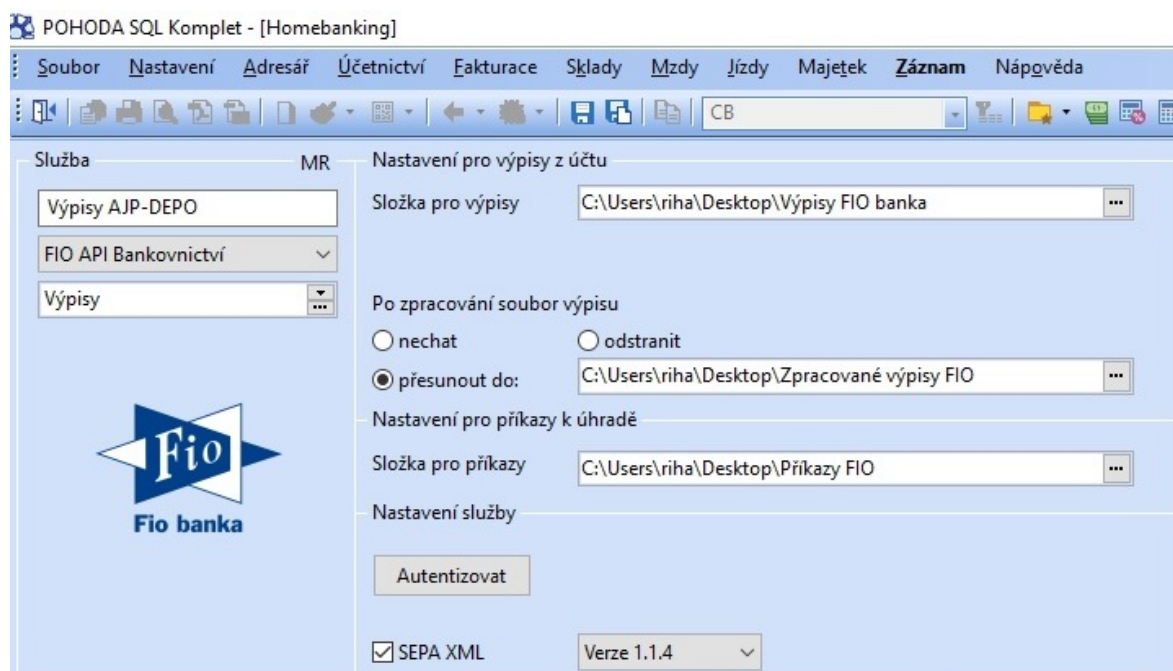 POHODA SQL Komplet - [Homebanking]
Soubor Nastavení Adresář Účetnictví Fakturace Sklady Mzdy Jízdy Majetek Záznam Nápověda
CB
Služba MR
Výpisy AJP-DEPO
FIO API Bankovnictví
Výpisy
Fio
Fio banka
Nastavení pro výpisy z účtu
Složka pro výpisy C:\Users\riha\Desktop\Výpisy FIO banka ...
Po zpracování soubor výpisu
nechat odstranit
přesunout do: C:\Users\riha\Desktop\Zpracované výpisy FIO ...
Nastavení pro příkazy k úhradě
Složka pro příkazy C:\Users\riha\Desktop\Příkazy FIO ...
Nastavení služby
Autentizovat
SEPA XML Verze 1.1.4